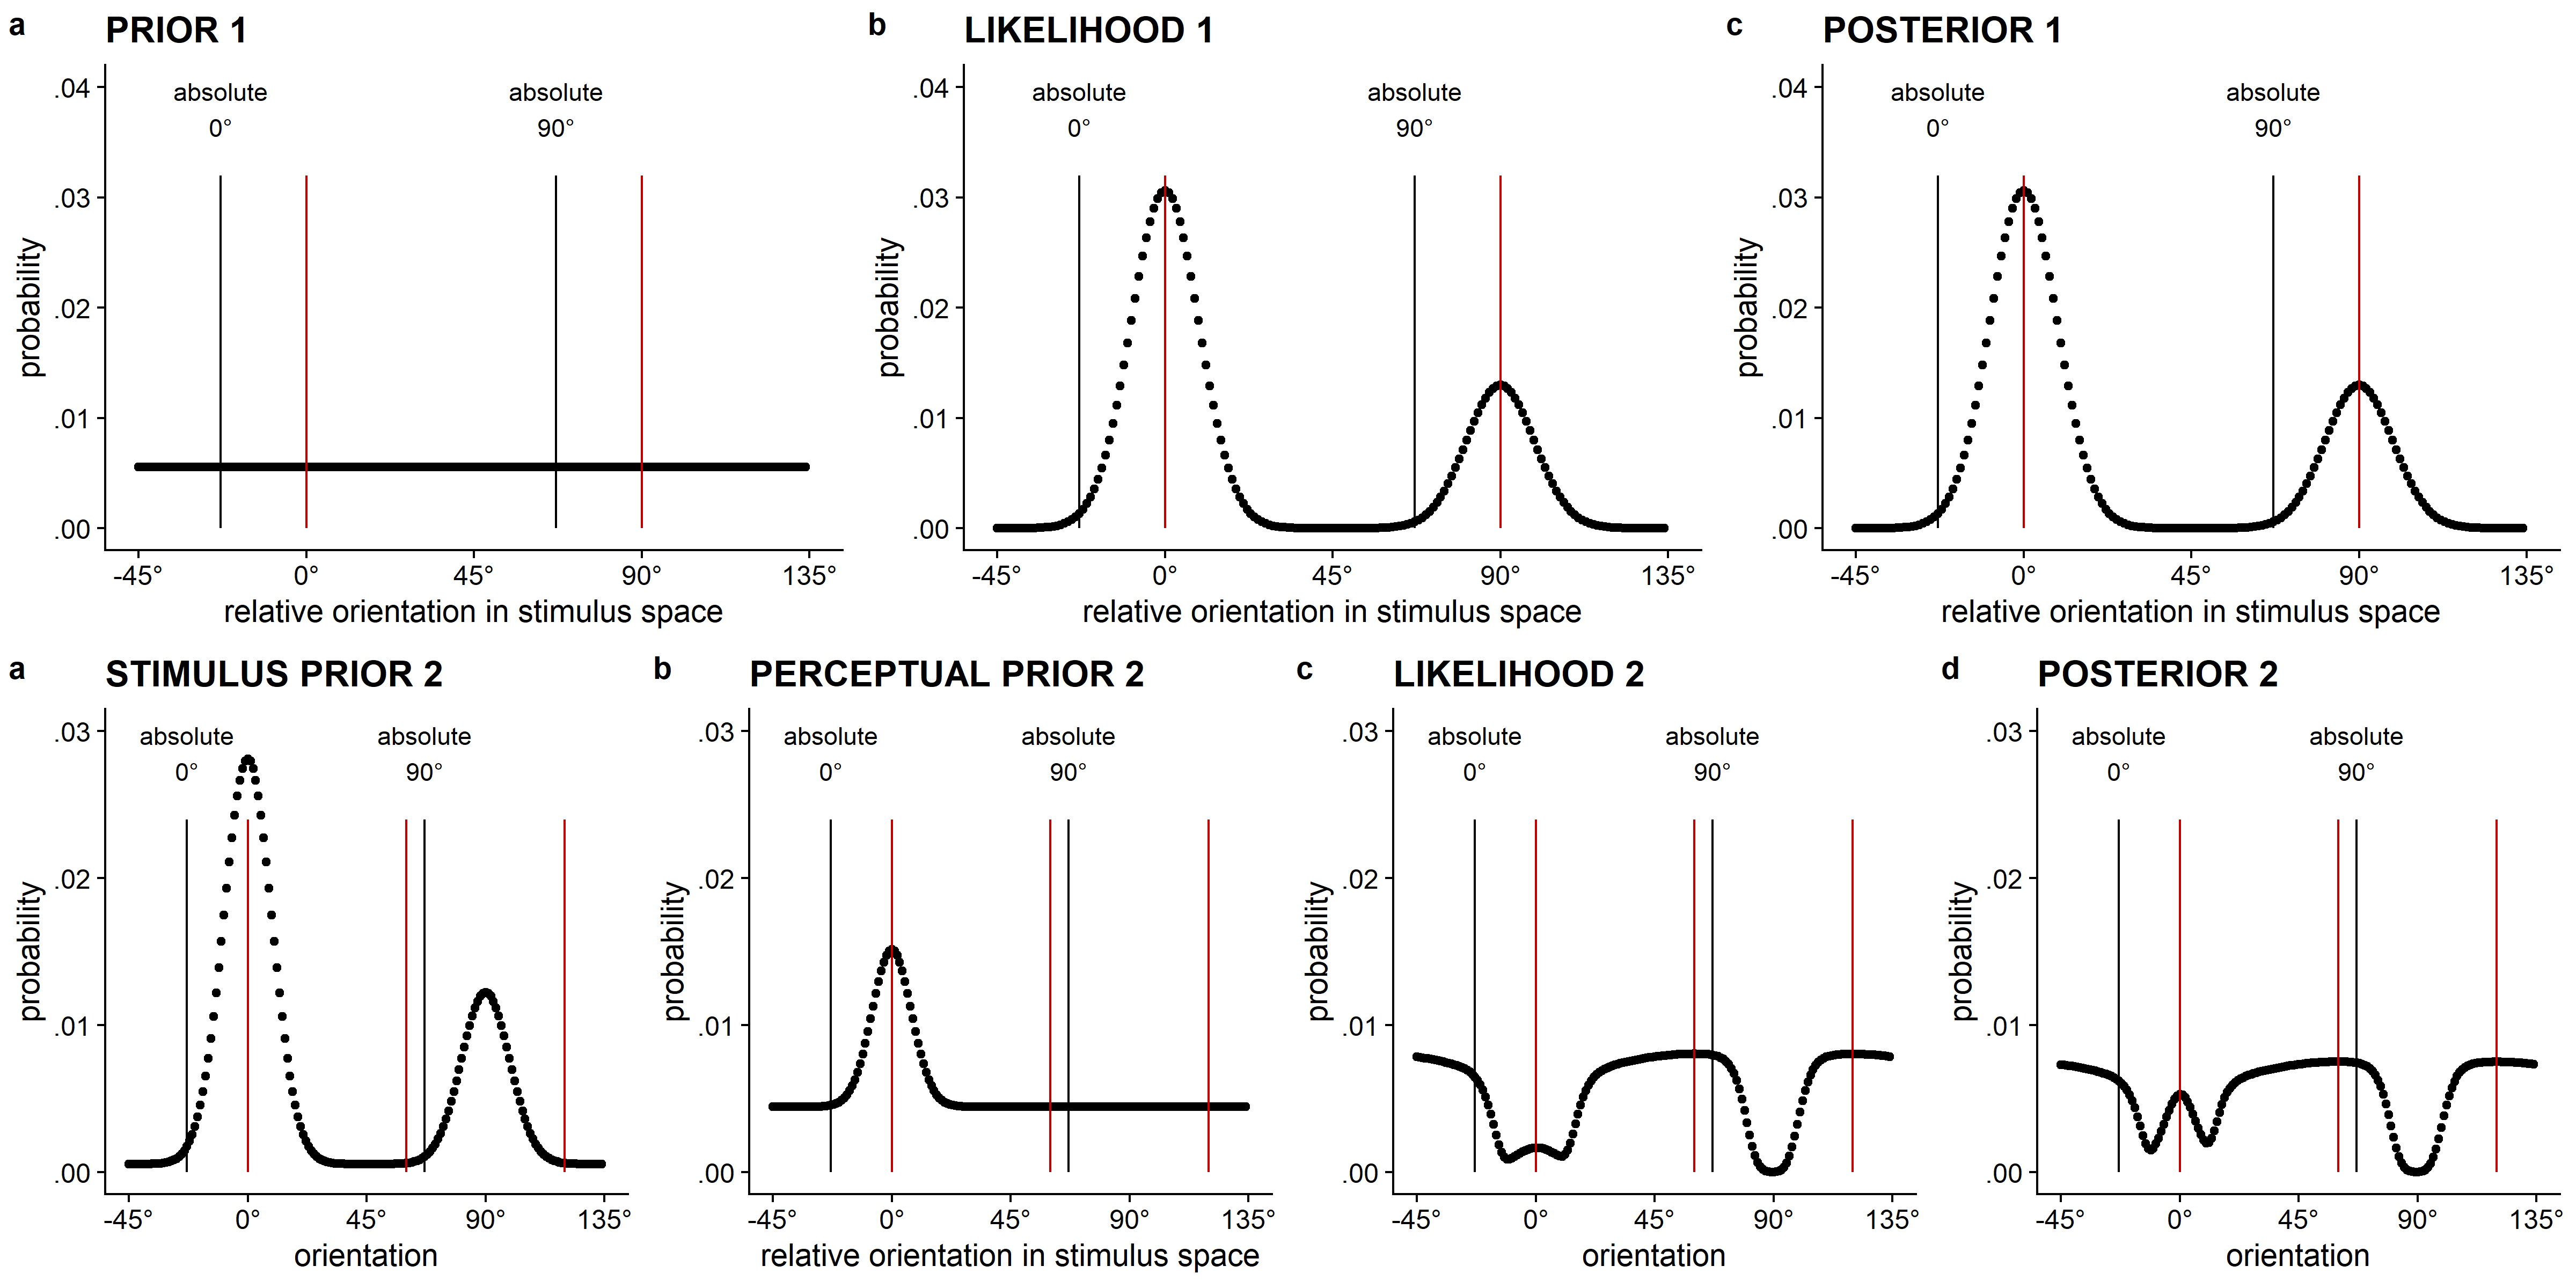 a PRIOR 1
.04
.03
.02
.01
.00
absolute
0°
absolute
90°
probability
-45° 0° 45° 90° 135°
relative orientation in stimulus space
b LIKELIHOOD 1
.04
.03
.02
.01
.00
absolute
0°
absolute
90°
probability
-45° 0° 45° 90° 135°
relative orientation in stimulus space
c POSTERIOR 1
.04
.03
.02
.01
.00
absolute
0°
absolute
90°
probability
-45° 0° 45° 90° 135°
relative orientation in stimulus space
a STIMULUS PRIOR 2
.03
.02
.01
.00
absolute
0°
absolute
90°
probability
-45° 0° 45° 90° 135°
orientation
b PERCEPTUAL PRIOR 2
.03
.02
.01
.00
absolute
0°
absolute
90°
probability
-45° 0° 45° 90° 135°
relative orientation in stimulus space
c LIKELIHOOD 2
.03
.02
.01
.00
absolute
0°
absolute
90°
probability
-45° 0° 45° 90° 135°
orientation
d POSTERIOR 2
.03
.02
.01
.00
absolute
0°
absolute
90°
probability
-45° 0° 45° 90° 135°
orientation